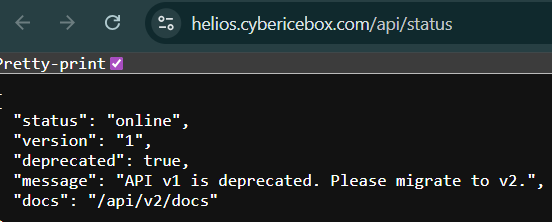 helios.cybericebox.com/api/status
Pretty-print
{
"status": "online",
"version": "1",
"deprecated": true,
"message": "API v1 is deprecated. Please migrate to v2.",
"docs": "/api/v2/docs"